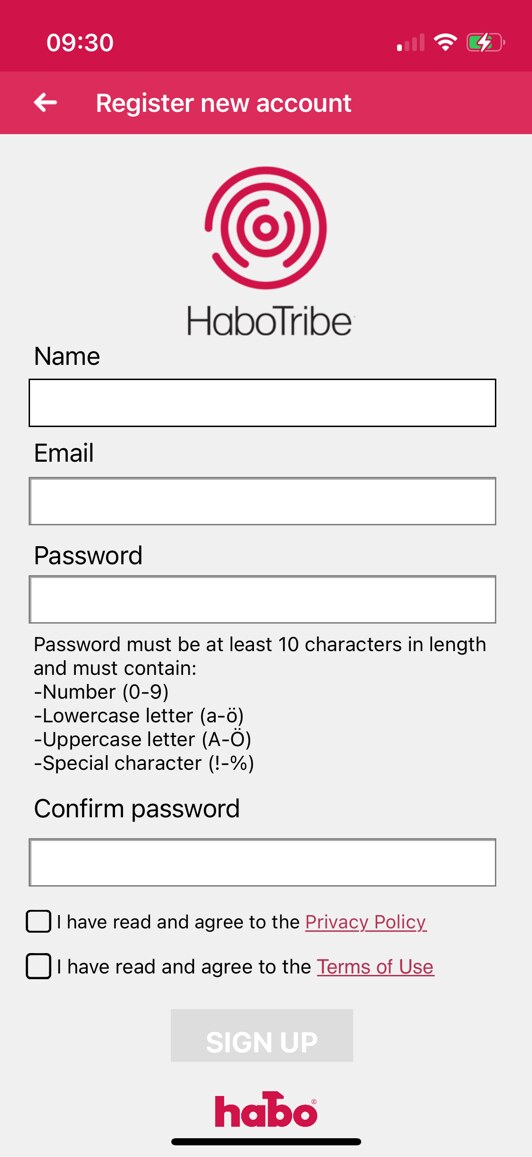 09:30
Register new account
HaboTribe
Name
Email
Password
Password must be at least 10 characters in length
and must contain:
-Number (0-9)
-Lowercase letter (a-ö)
-Uppercase letter (A-Ö)
-Special character (!-%)
Confirm password
I have read and agree to the Privacy Policy
I have read and agree to the Terms of Use
SIGN UP
habo®